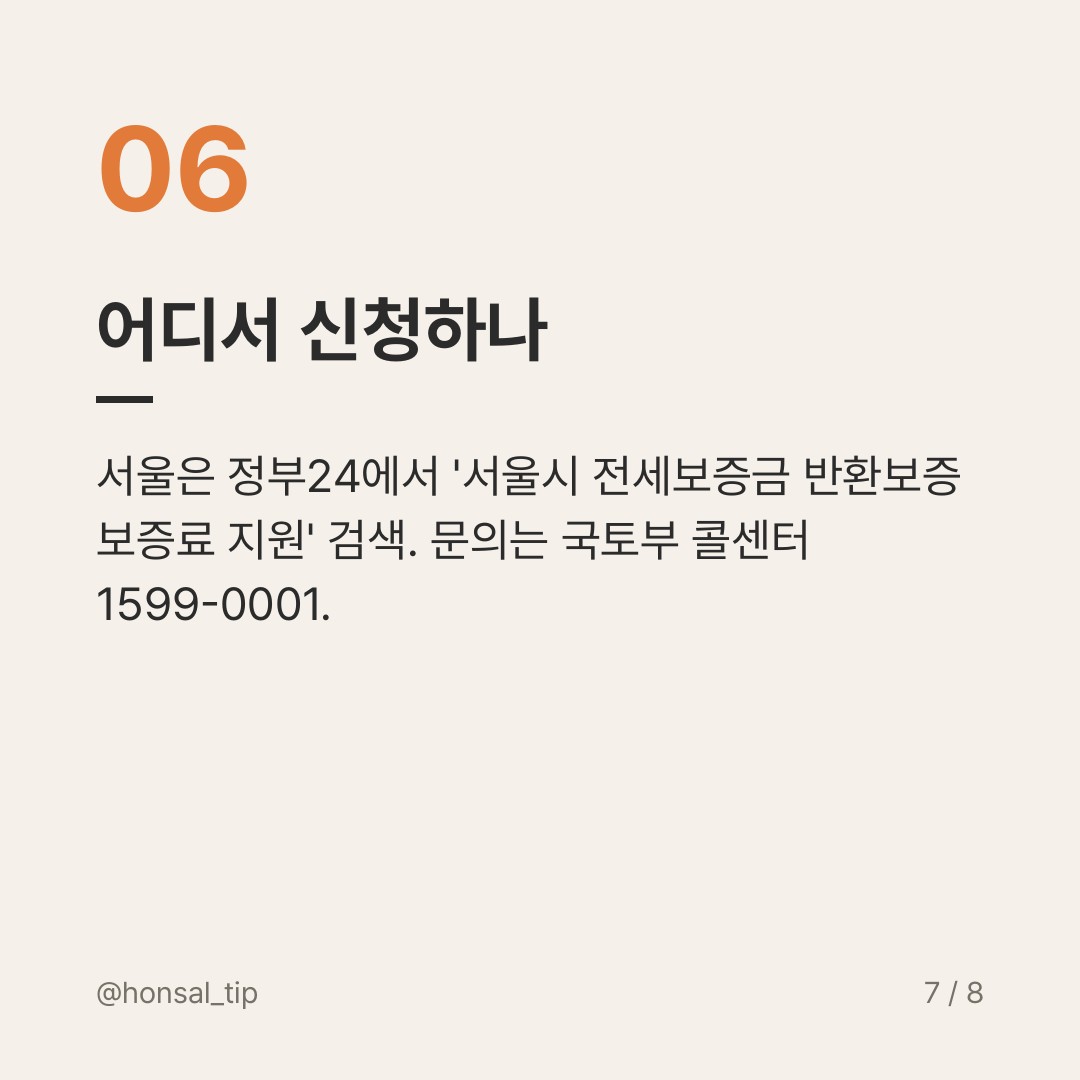 06
어디서 신청하나
서울은 정부24에서 '서울시 전세보증금 반환보증
보증료 지원' 검색. 문의는 국토부 콜센터
1599-0001.
@honsal_tip
7 / 8